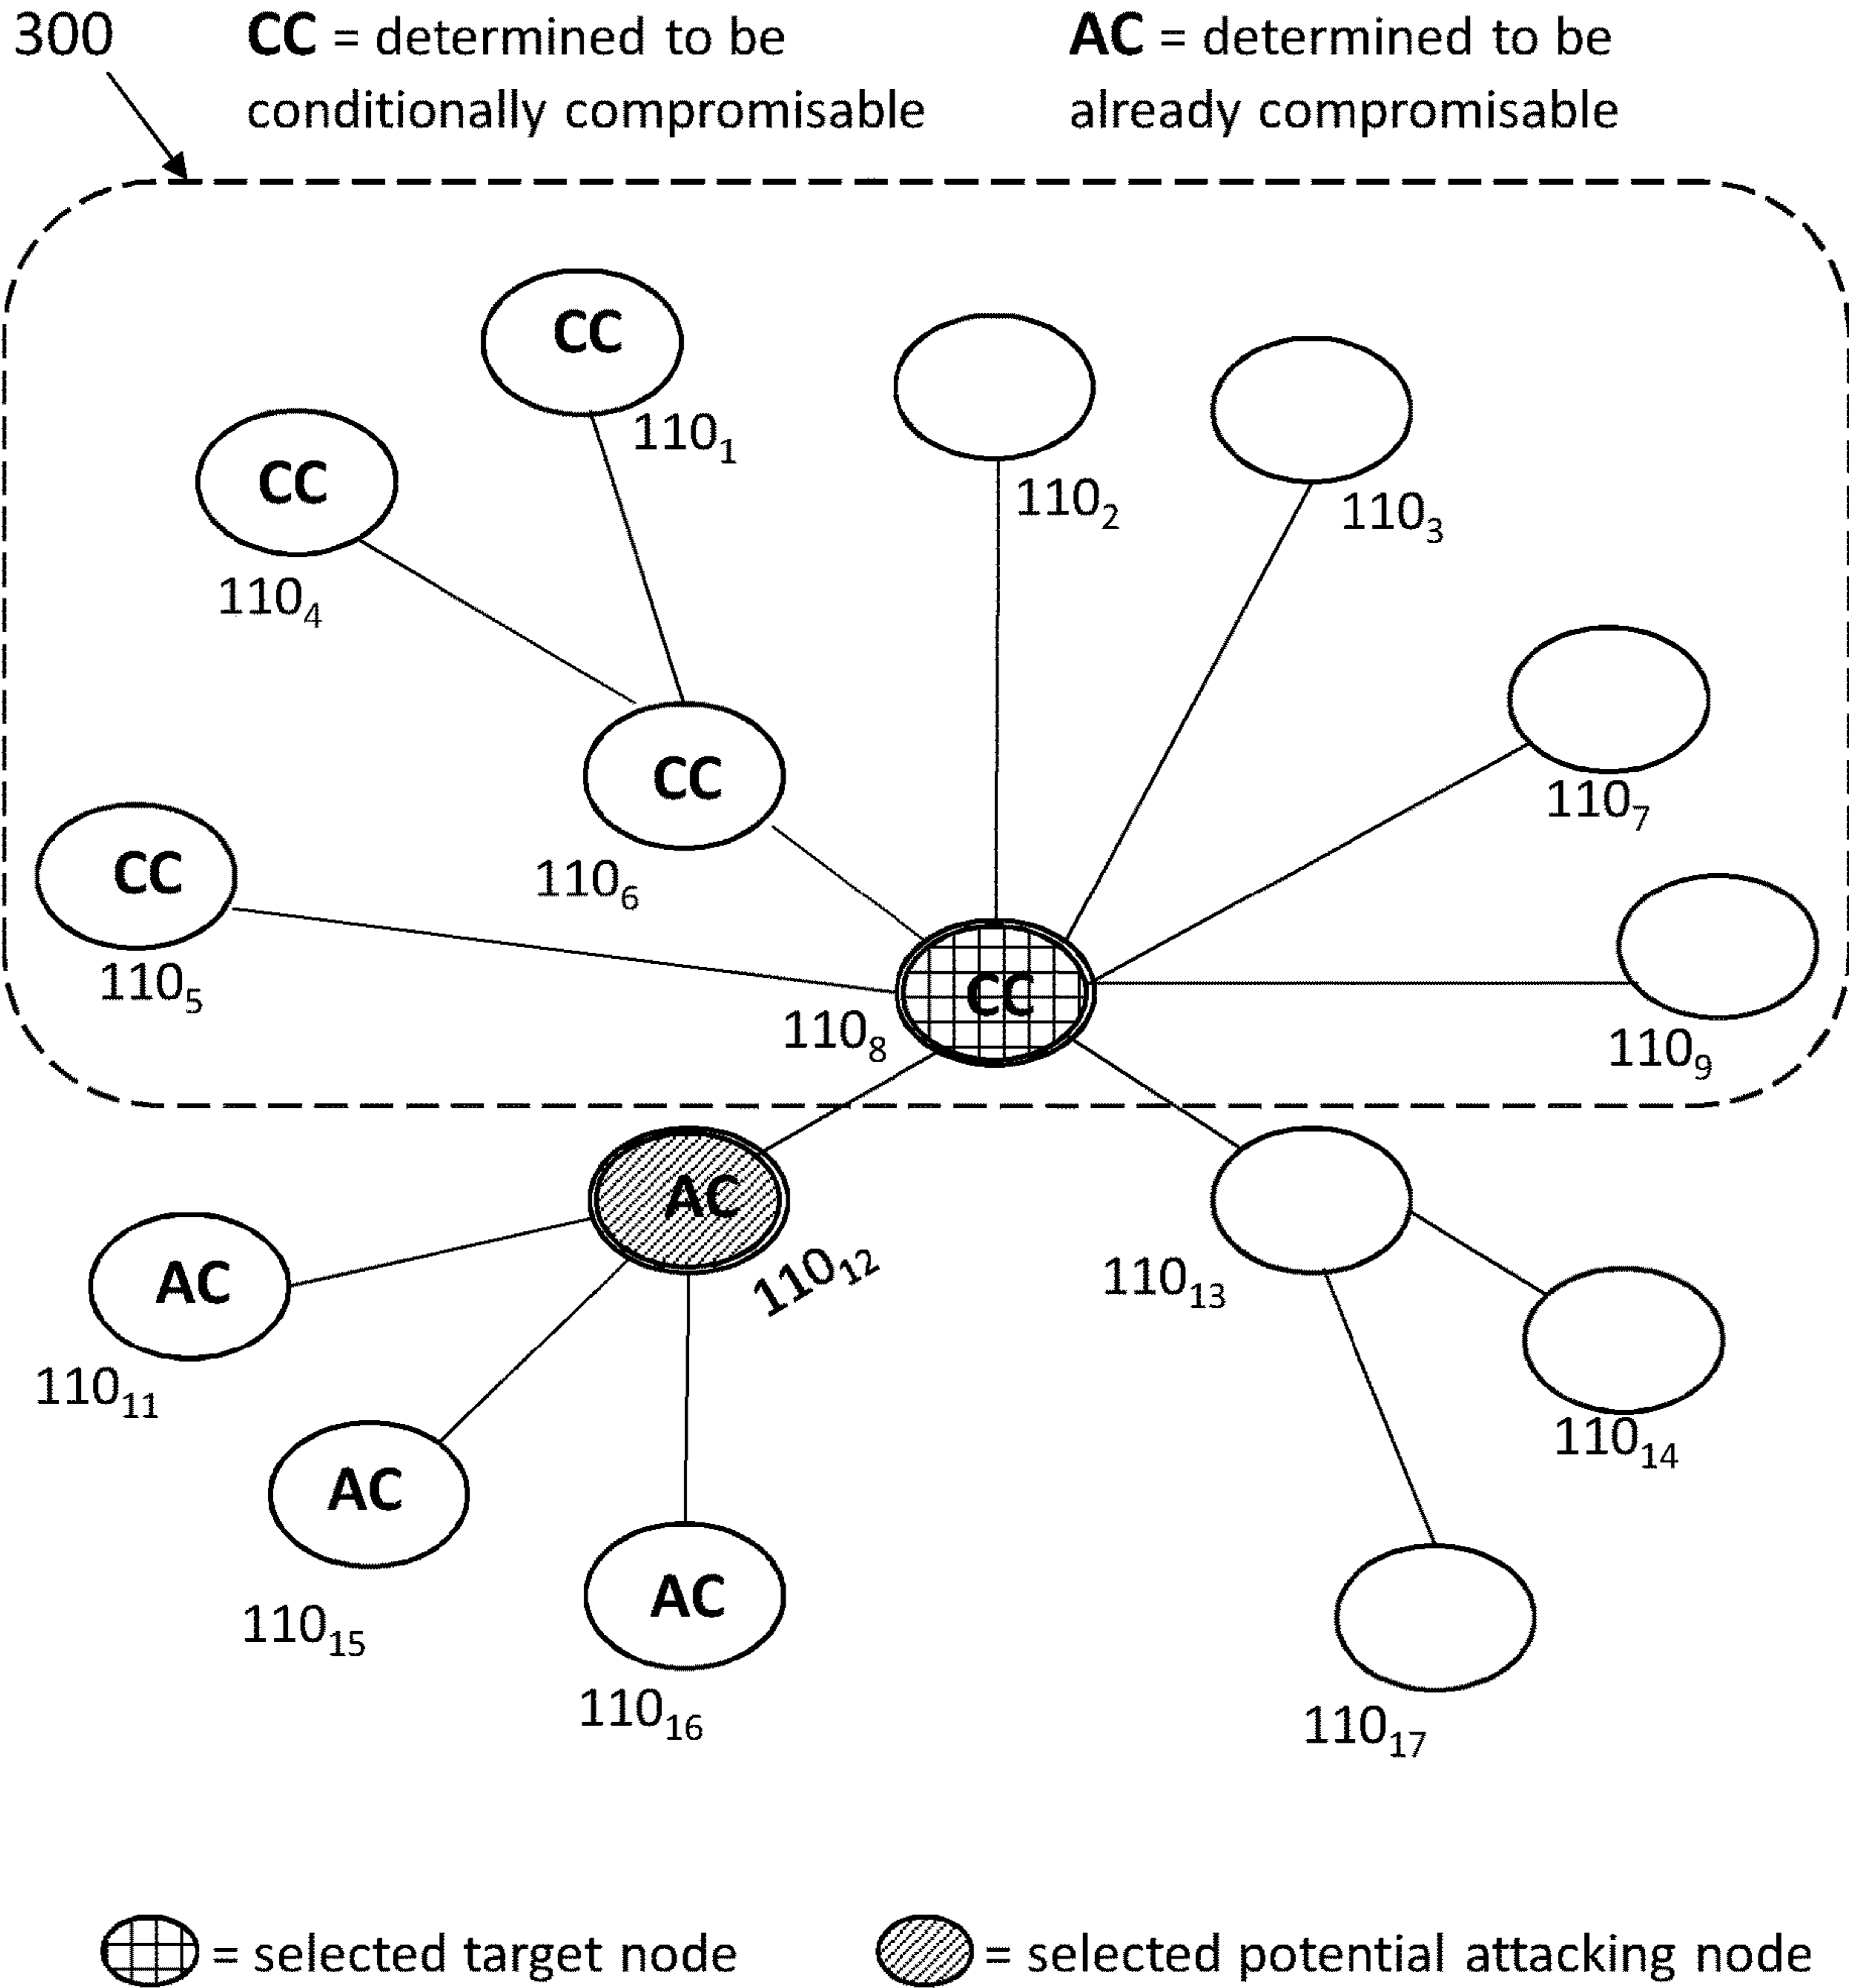 300
CC = determined to be
conditionally compromisable
AC = determined to be
already compromisable
CC
110₁
110₂
110₃
CC
110₄
CC
110₆
110₇
CC
110₅
CC
110₈
110₉
AC
110₁₂
110₁₃
AC
110₁₁
110₁₄
AC
110₁₅
AC
110₁₆
110₁₇
= selected target node
= selected potential attacking node